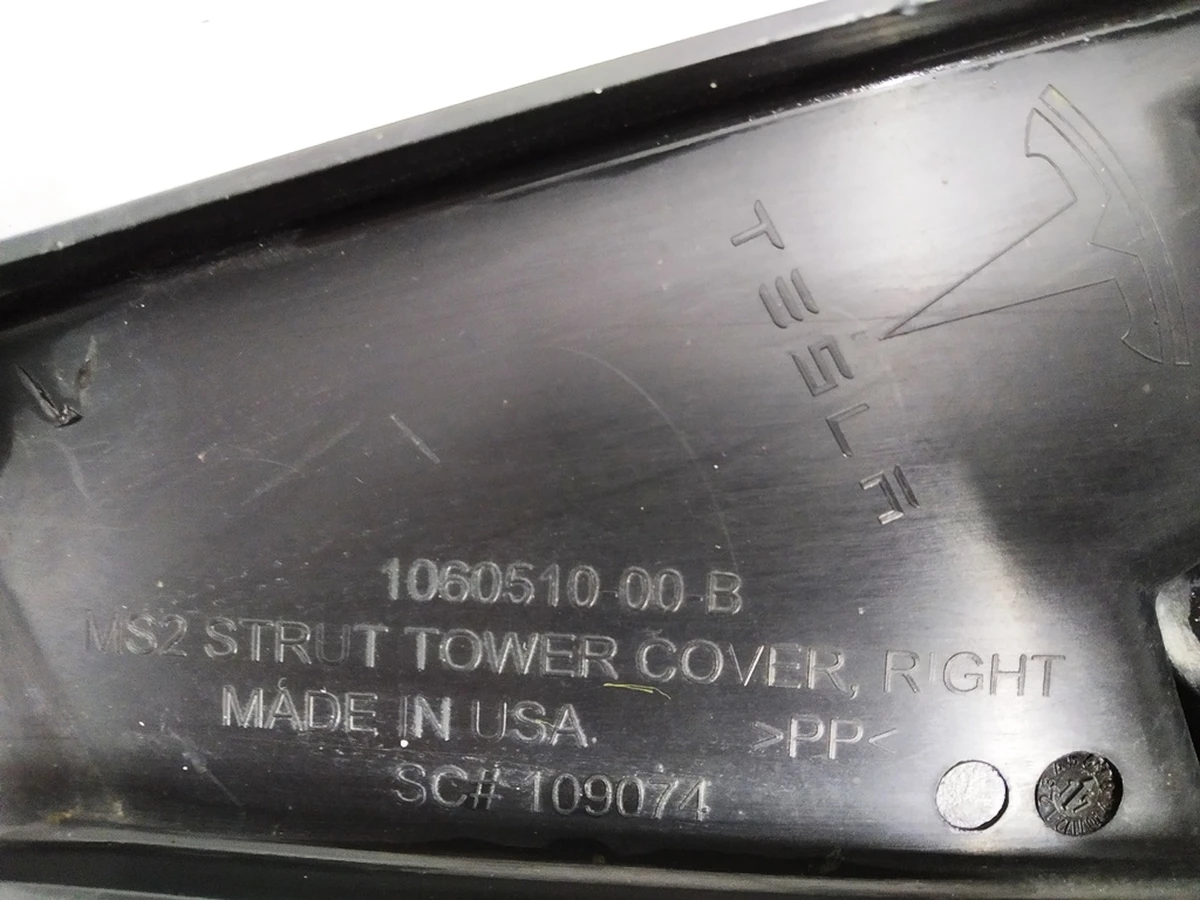 TESLA
1060510-00-B
MS2 STRUT TOWER COVER, RIGHT
MADE IN USA. >PP<
SC# 109074